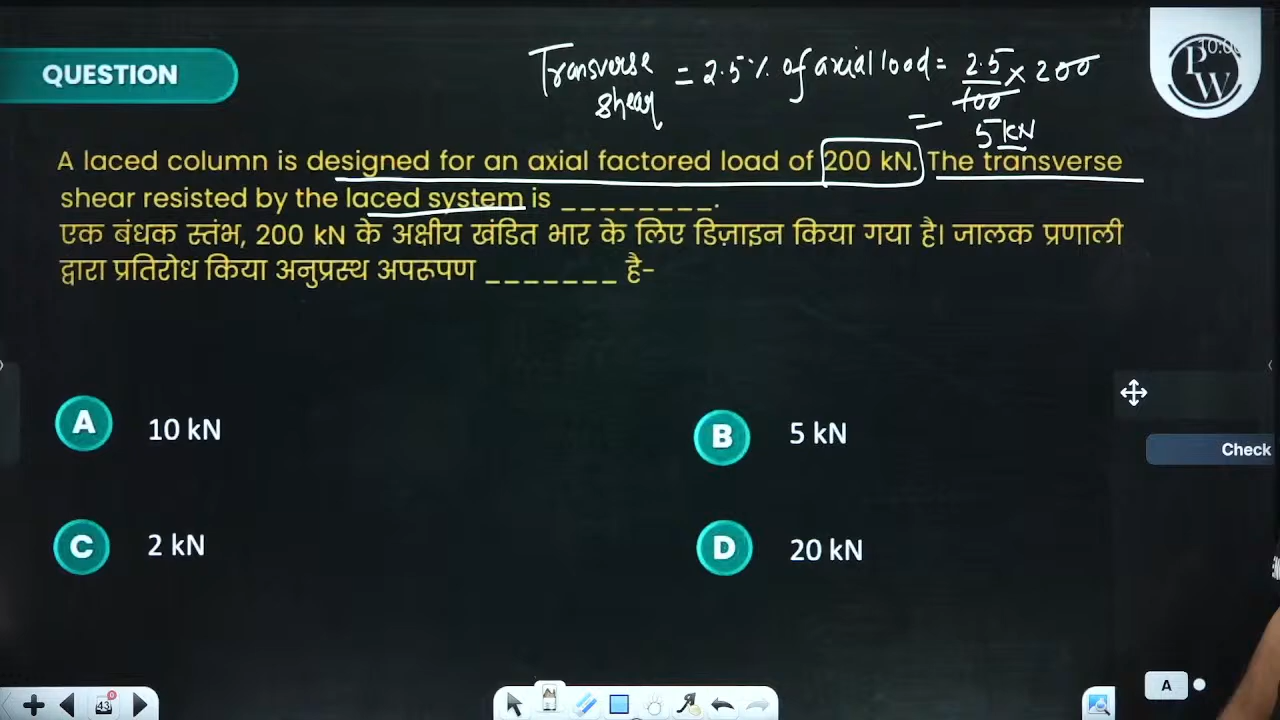 QUESTION
Transverse shear = 2.5% of axial load = 2.5/100 × 200
= 5 kN
PW
A laced column is designed for an axial factored load of 200 kN. The transverse
shear resisted by the laced system is ________.
एक बंधक स्तंभ, 200 kN के अक्षीय खंडित भार के लिए डिज़ाइन किया गया है। जालक प्रणाली
द्वारा प्रतिरोध किया अनुप्रस्थ अपरूपण _______ है-
A 10 kN
B 5 kN
Check
C 2 kN
D 20 kN
A
43